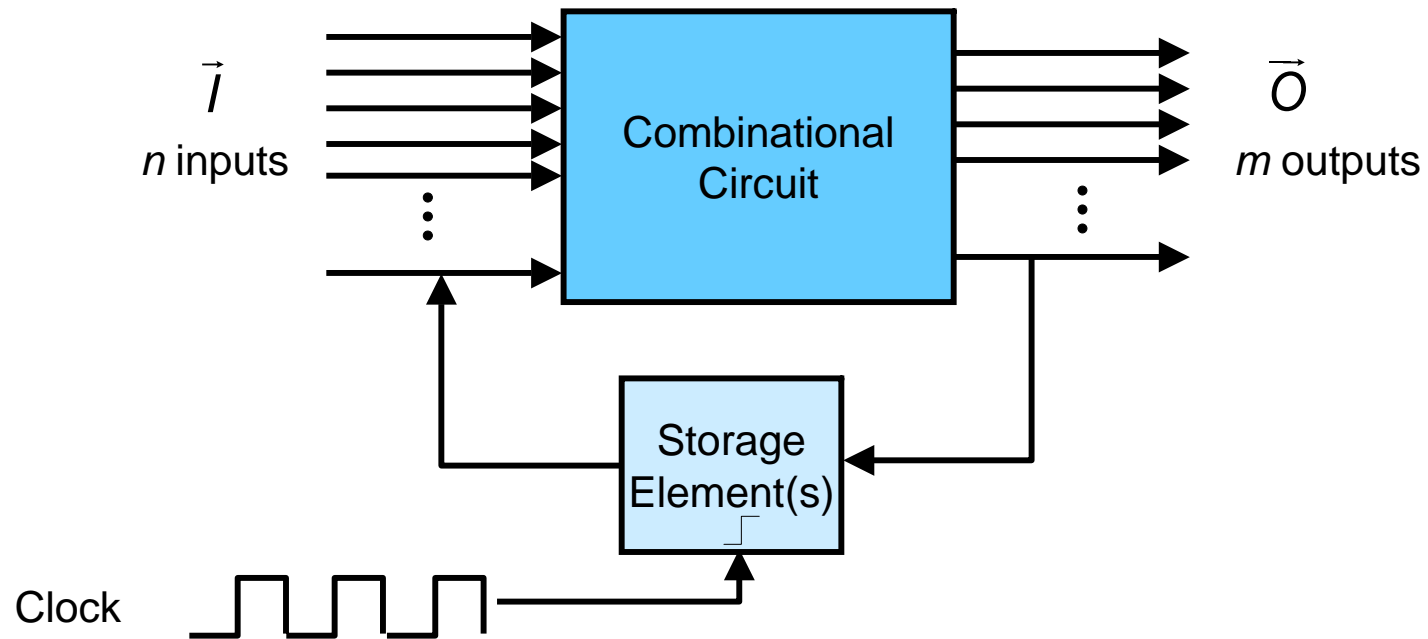 I
n inputs
Combinational
Circuit
O
m outputs
Storage
Element(s)
Clock